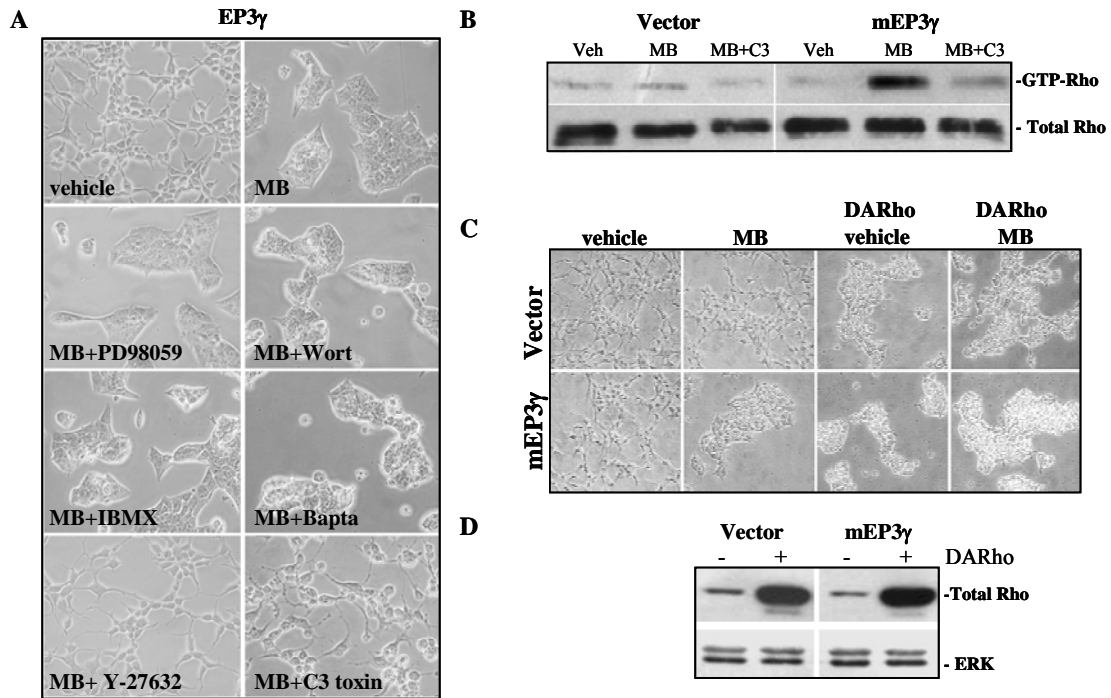 A
EP3γ
vehicle
MB
MB+PD98059
MB+Wort
MB+IBMX
MB+Bapta
MB+ Y-27632
MB+C3 toxin
B
Vector
mEP3γ
Veh
MB
MB+C3
Veh
MB
MB+C3
-GTP-Rho
- Total Rho
C
vehicle
MB
DARho
vehicle
DARho
MB
Vector
mEP3γ
D
Vector
mEP3γ
-
+
-
+
DARho
-Total Rho
- ERK